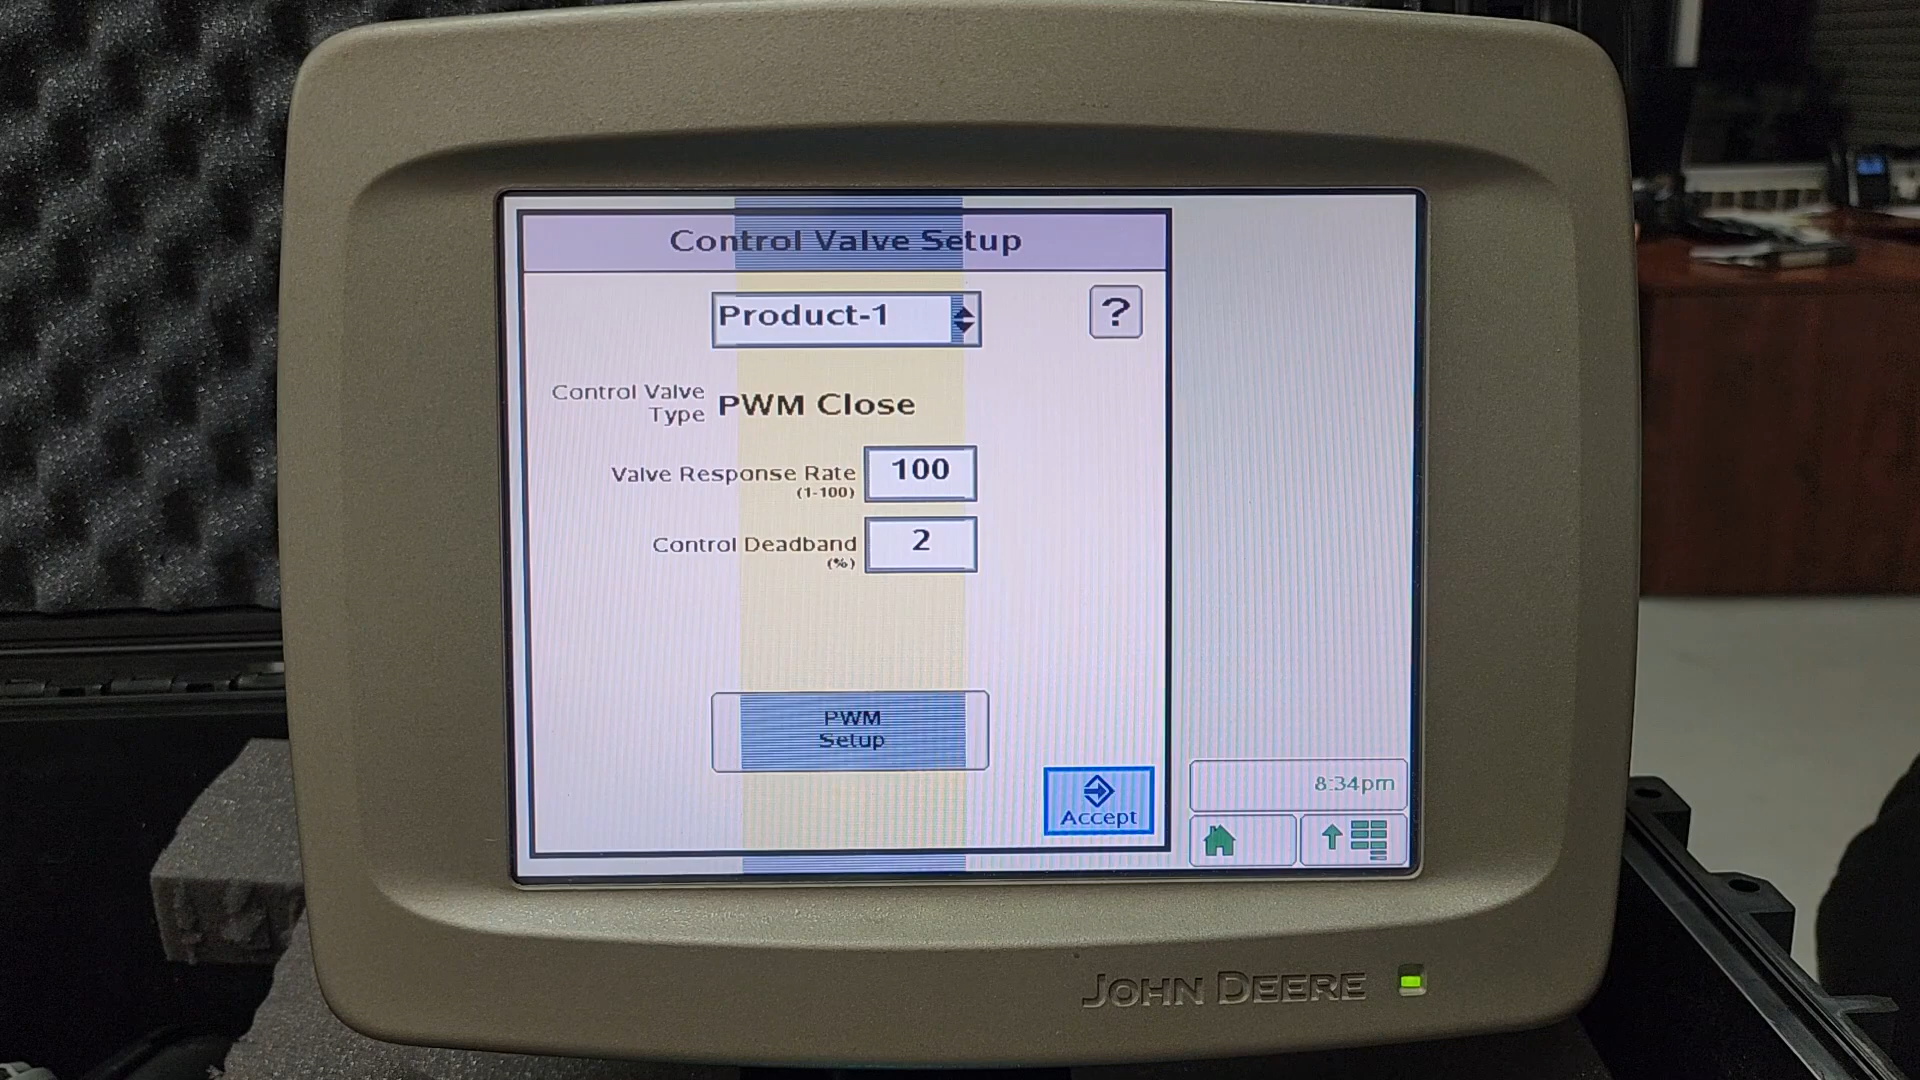 Control Valve Setup
Product-1
?
Control Valve
Type
PWM Close
Valve Response Rate
(1-100)
100
Control Deadband
(%)
2
PWM
Setup
Accept
8:34pm
JOHN DEERE